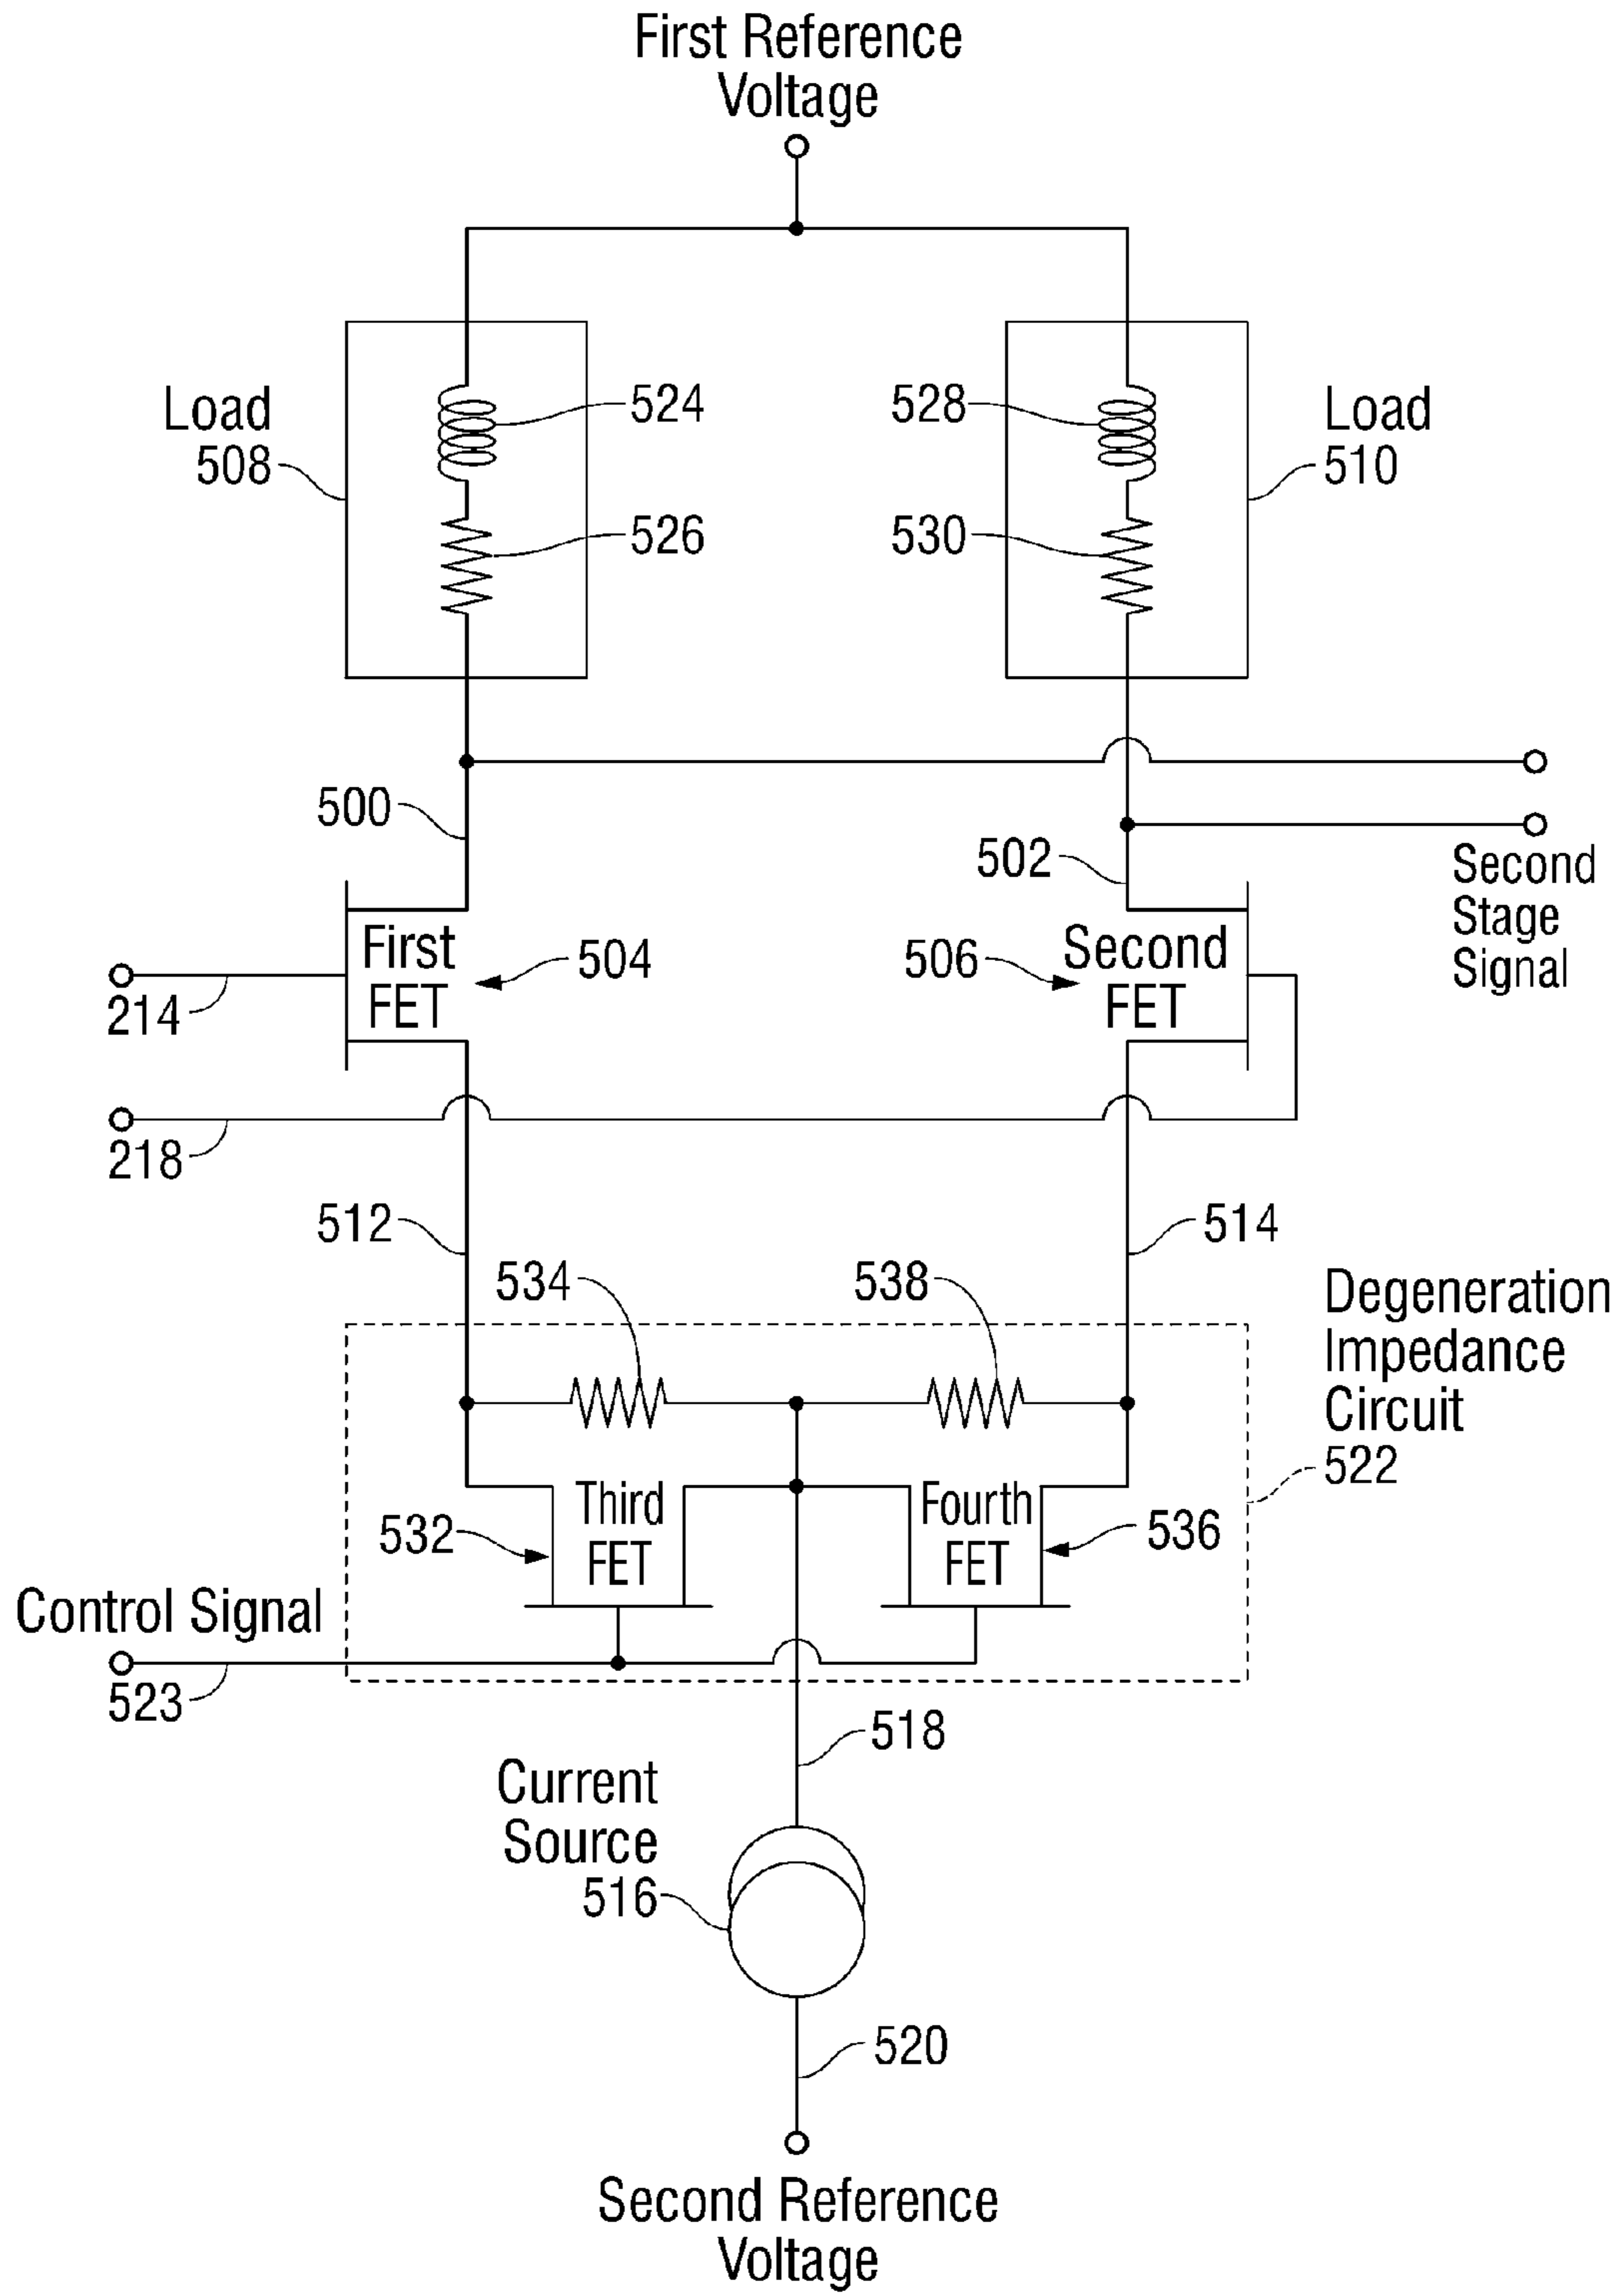 First Reference
Voltage
Load
508
524
526
528
530
Load
510
500
502
Second
Stage
Signal
First
FET
504
506
Second
FET
214
218
512
514
534
538
Degeneration
Impedance
Circuit
522
Third
FET
532
Fourth
FET
536
Control Signal
523
518
Current
Source
516
520
Second Reference
Voltage